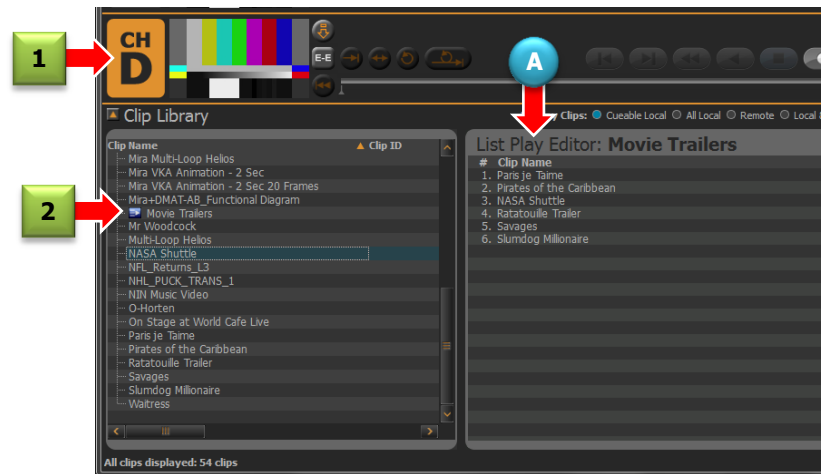 1
CH
D
E-E
A
Clip Library
y Clips: Cueable Local All Local Remote Local &
Clip Name Clip ID
Mira Multi-Loop Helios
Mira VKA Animation - 2 Sec
Mira VKA Animation - 2 Sec 20 Frames
Mira+DMAT-AB_Functional Diagram
2
Movie Trailers
Mr Woodcock
Multi-Loop Helios
NASA Shuttle
NFL_Returns_L3
NHL_PUCK_TRANS_1
NIN Music Video
O-Horten
On Stage at World Cafe Live
Paris je Taime
Pirates of the Caribbean
Ratatouille Trailer
Savages
Slumdog Millionaire
Waitress
List Play Editor: Movie Trailers
# Clip Name
1. Paris je Taime
2. Pirates of the Caribbean
3. NASA Shuttle
4. Ratatouille Trailer
5. Savages
6. Slumdog Millionaire
All clips displayed: 54 clips